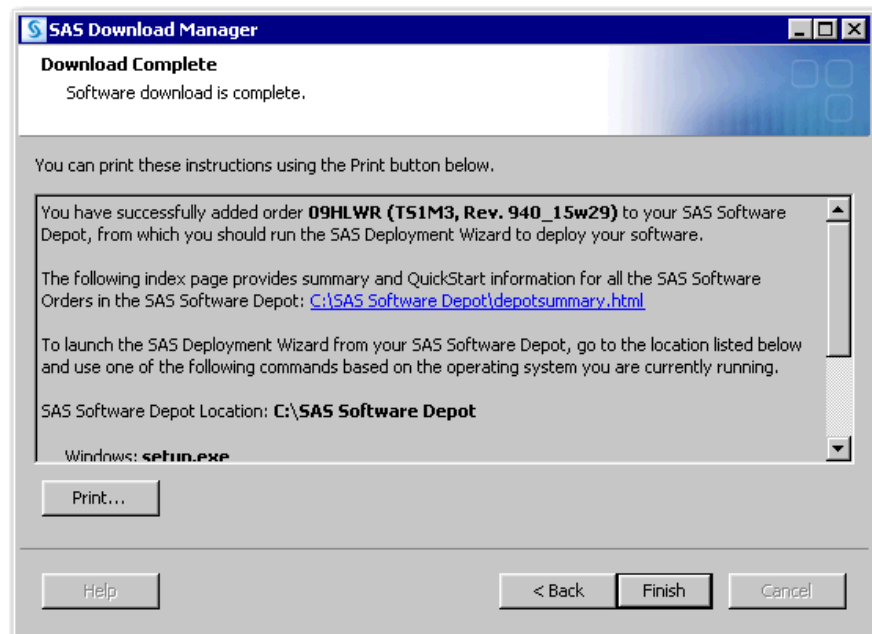 SAS Download Manager
Download Complete
Software download is complete.
You can print these instructions using the Print button below.
You have successfully added order 09HLWR (TS1M3, Rev. 940_15w29) to your SAS Software
Depot, from which you should run the SAS Deployment Wizard to deploy your software.
The following index page provides summary and QuickStart information for all the SAS Software
Orders in the SAS Software Depot: C:\SAS Software Depot\depotsummary.html
To launch the SAS Deployment Wizard from your SAS Software Depot, go to the location listed below
and use one of the following commands based on the operating system you are currently running.
SAS Software Depot Location: C:\SAS Software Depot
Windows: setup.exe
Print...
Help
< Back
Finish
Cancel